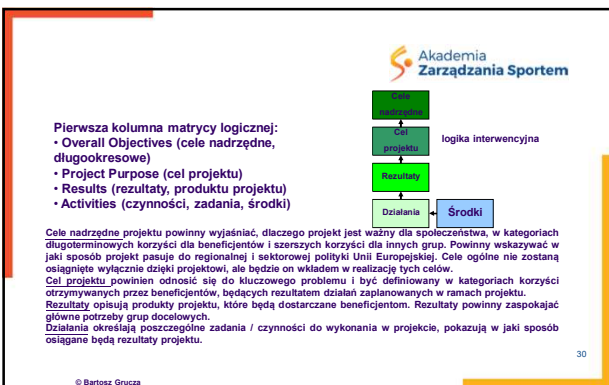 Akademia
Zarządzania Sportem
Pierwsza kolumna matrycy logicznej:
• Overall Objectives (cele nadrzędne,
długookresowe)
• Project Purpose (cel projektu)
• Results (rezultaty, produktu projektu)
• Activities (czynności, zadania, środki)
Cele
nadrzędne
Cel
projektu
logika interwencyjna
Rezultaty
Działania
Środki
Cele nadrzędne projektu powinny wyjaśniać, dlaczego projekt jest ważny dla społeczeństwa, w kategoriach
długoterminowych korzyści dla beneficjentów i szerszych korzyści dla innych grup. Powinny wskazywać w
jaki sposób projekt pasuje do regionalnej i sektorowej polityki Unii Europejskiej. Cele ogólne nie zostaną
osiągnięte wyłącznie dzięki projektowi, ale będzie on wkładem w realizację tych celów.
Cel projektu powinien odnosić się do kluczowego problemu i być definiowany w kategoriach korzyści
otrzymywanych przez beneficjentów, będących rezultatem działań zaplanowanych w ramach projektu.
Rezultaty opisują produkty projektu, które będą dostarczane beneficjentom. Rezultaty powinny zaspokajać
główne potrzeby grup docelowych.
Działania określają poszczególne zadania / czynności do wykonania w projekcie, pokazują w jaki sposób
osiągane będą rezultaty projektu.
30
© Bartosz Grucza